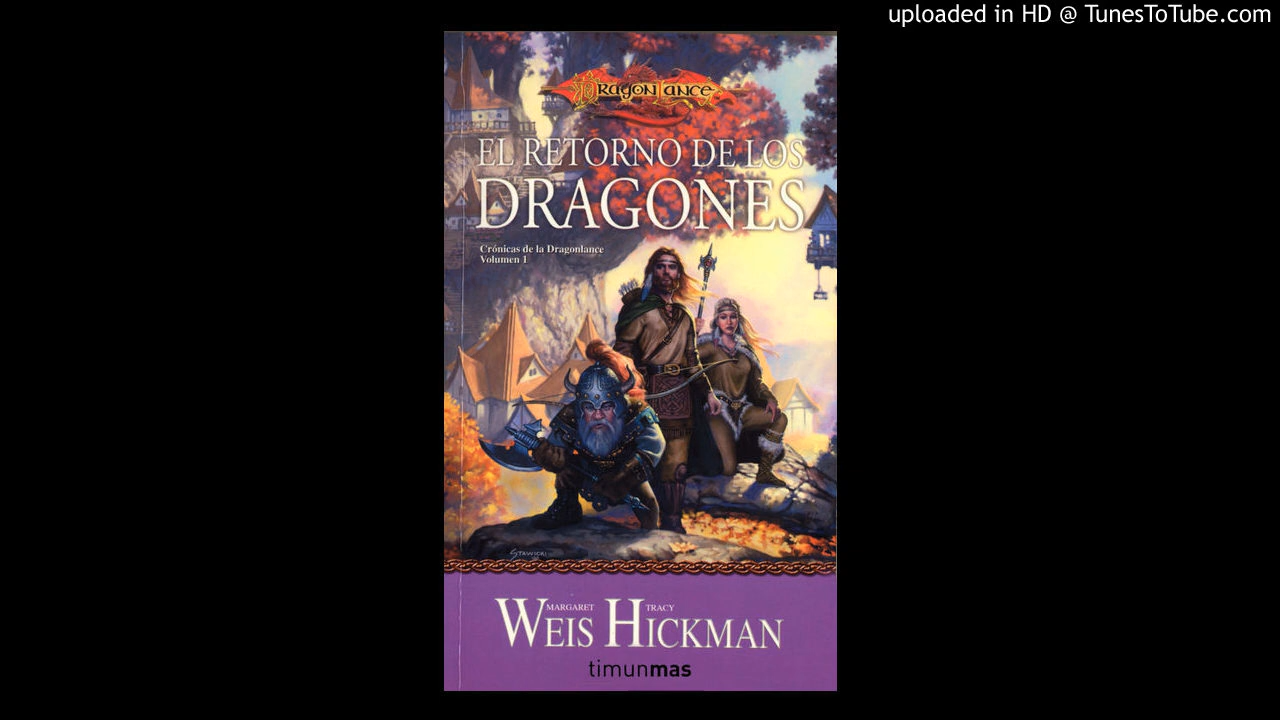 uploaded in HD @ TunesToTube.com
DRAGONLANCE
EL RETORNO DE LOS
DRAGONES
Crónicas de la Dragonlance
Volumen 1
STAWICKI
MARGARET TRACY
WEIS HICKMAN
timunmas